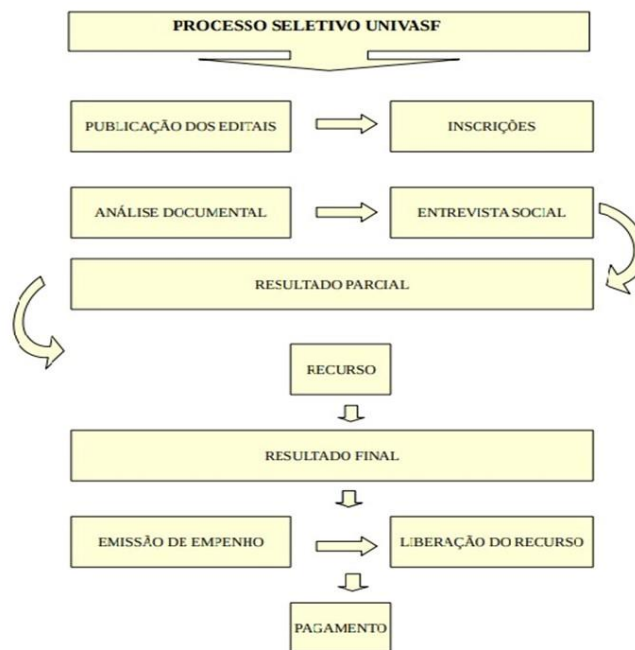 PROCESSO SELETIVO UNIVASF
PUBLICAÇÃO DOS EDITAIS
INSCRIÇÕES
ANÁLISE DOCUMENTAL
ENTREVISTA SOCIAL
RESULTADO PARCIAL
RECURSO
RESULTADO FINAL
EMISSÃO DE EMPENHO
LIBERAÇÃO DO RECURSO
PAGAMENTO